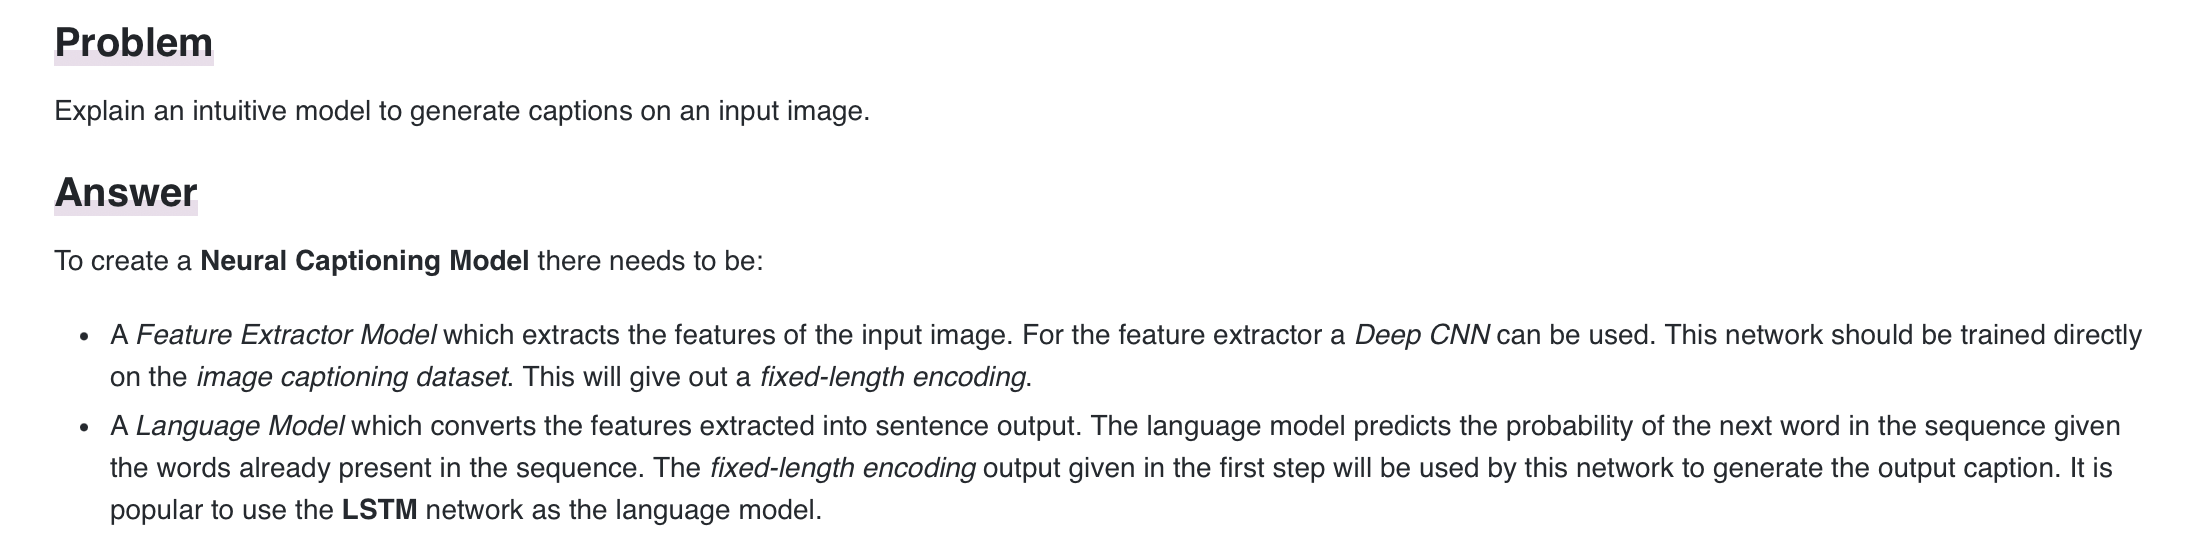 Problem
Explain an intuitive model to generate captions on an input image.
Answer
To create a Neural Captioning Model there needs to be:
• A Feature Extractor Model which extracts the features of the input image. For the feature extractor a Deep CNN can be used. This network should be trained directly
on the image captioning dataset. This will give out a fixed-length encoding.
• A Language Model which converts the features extracted into sentence output. The language model predicts the probability of the next word in the sequence given
the words already present in the sequence. The fixed-length encoding output given in the first step will be used by this network to generate the output caption. It is
popular to use the LSTM network as the language model.